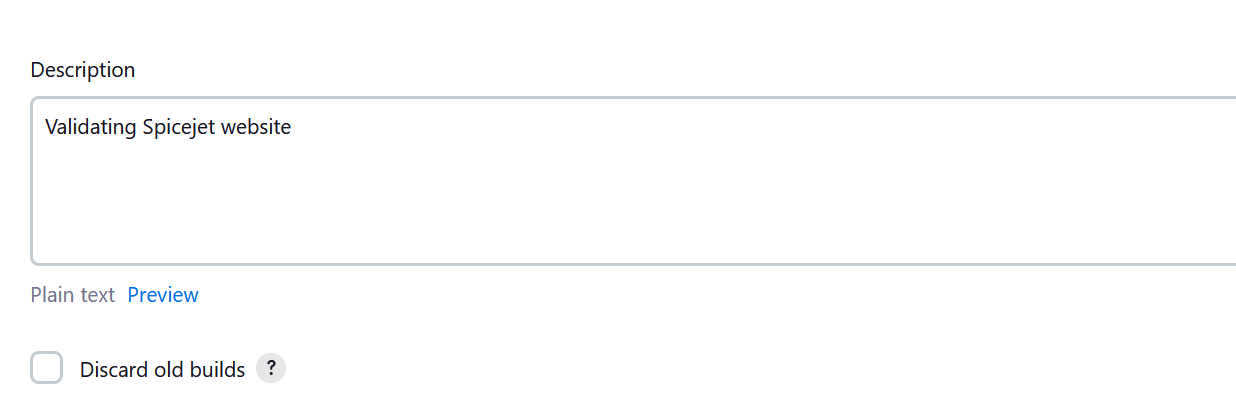 Description
Validating Spicejet website
Plain text Preview
Discard old builds ?